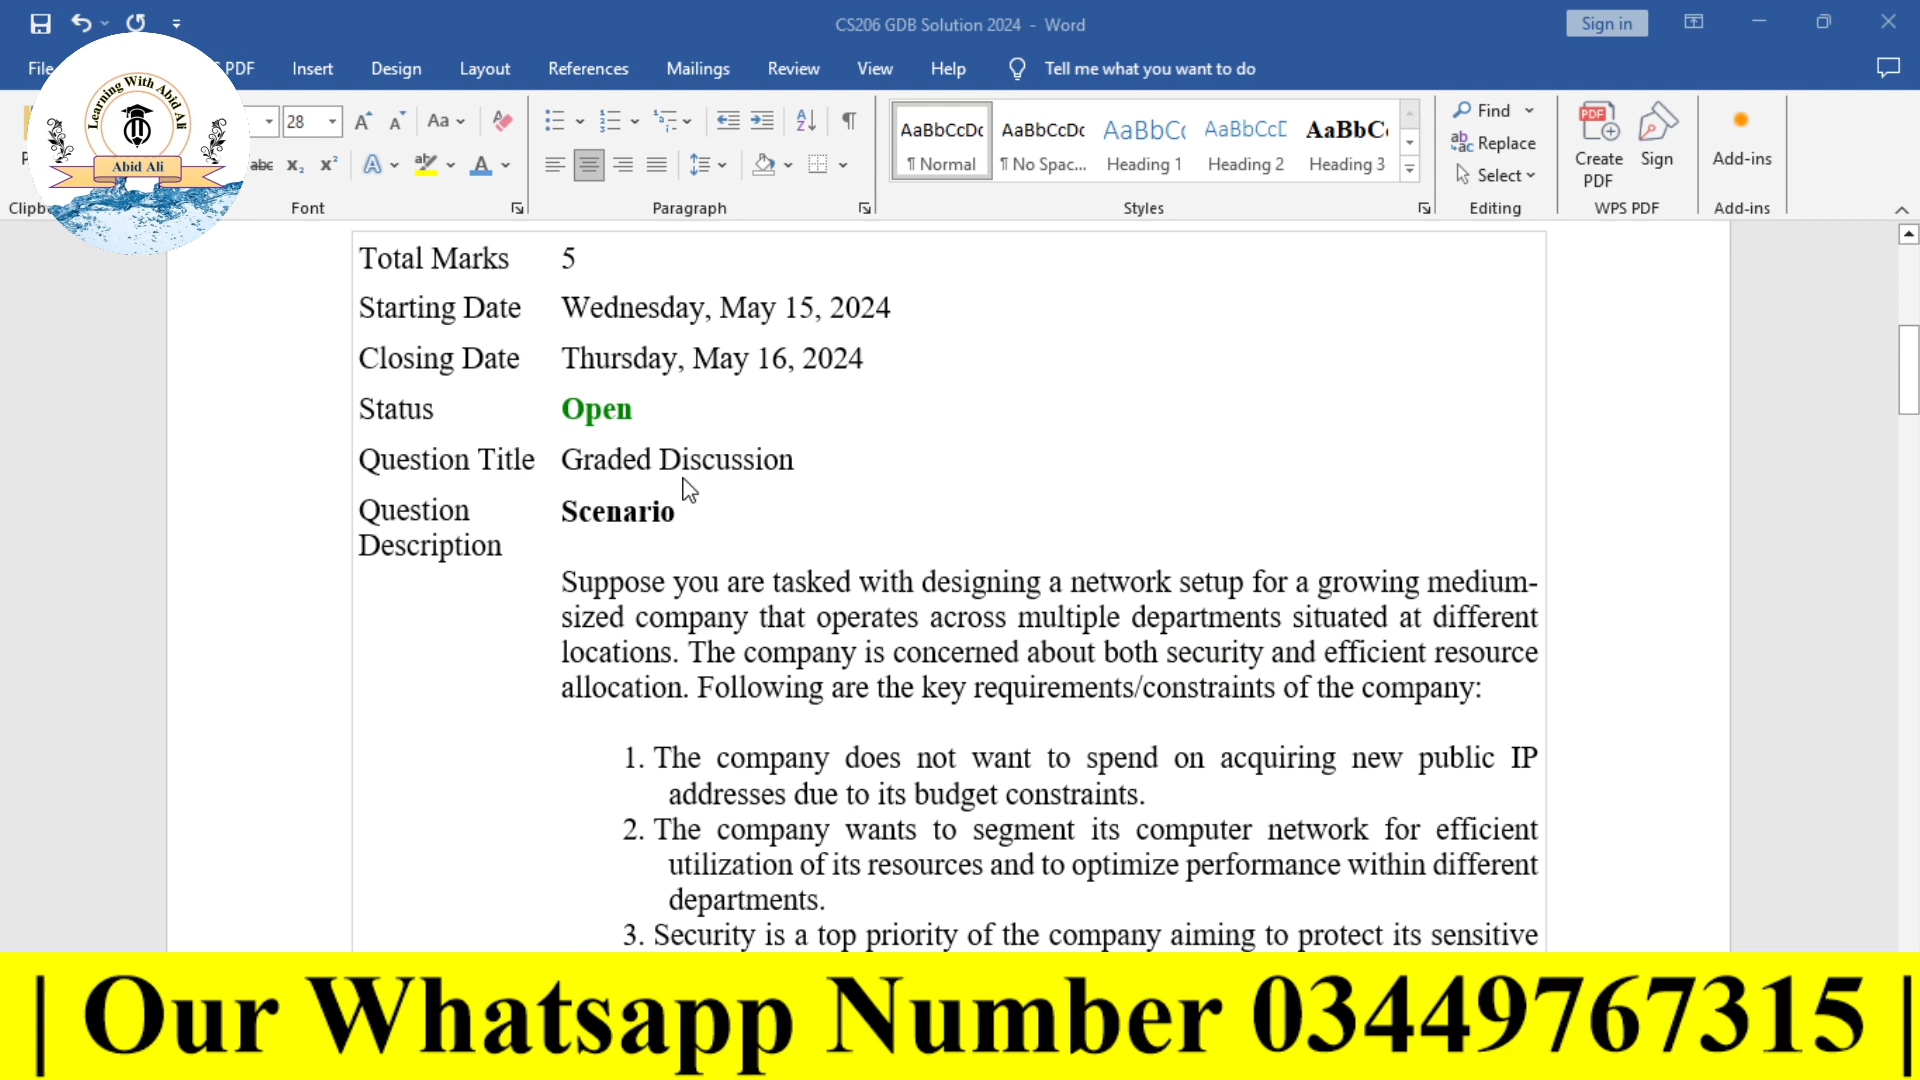 CS206 GDB Solution 2024 - Word
Sign in
File
PDF
Insert
Design
Layout
References
Mailings
Review
View
Help
Tell me what you want to do
Learning With Abid Ali
Abid Ali
28
Aa
abc
AaBbCcDc
¶ Normal
AaBbCcDc
¶ No Spac...
AaBbC
Heading 1
AaBbCcD
Heading 2
AaBbC
Heading 3
Find
Replace
Select
Create PDF
Sign
Add-ins
Font
Paragraph
Styles
Editing
WPS PDF
Add-ins
Total Marks 5
Starting Date Wednesday, May 15, 2024
Closing Date Thursday, May 16, 2024
Status Open
Question Title Graded Discussion
Question Description Scenario
Suppose you are tasked with designing a network setup for a growing medium-
sized company that operates across multiple departments situated at different
locations. The company is concerned about both security and efficient resource
allocation. Following are the key requirements/constraints of the company:
1. The company does not want to spend on acquiring new public IP
addresses due to its budget constraints.
2. The company wants to segment its computer network for efficient
utilization of its resources and to optimize performance within different
departments.
3. Security is a top priority of the company aiming to protect its sensitive
| Our Whatsapp Number 03449767315 |